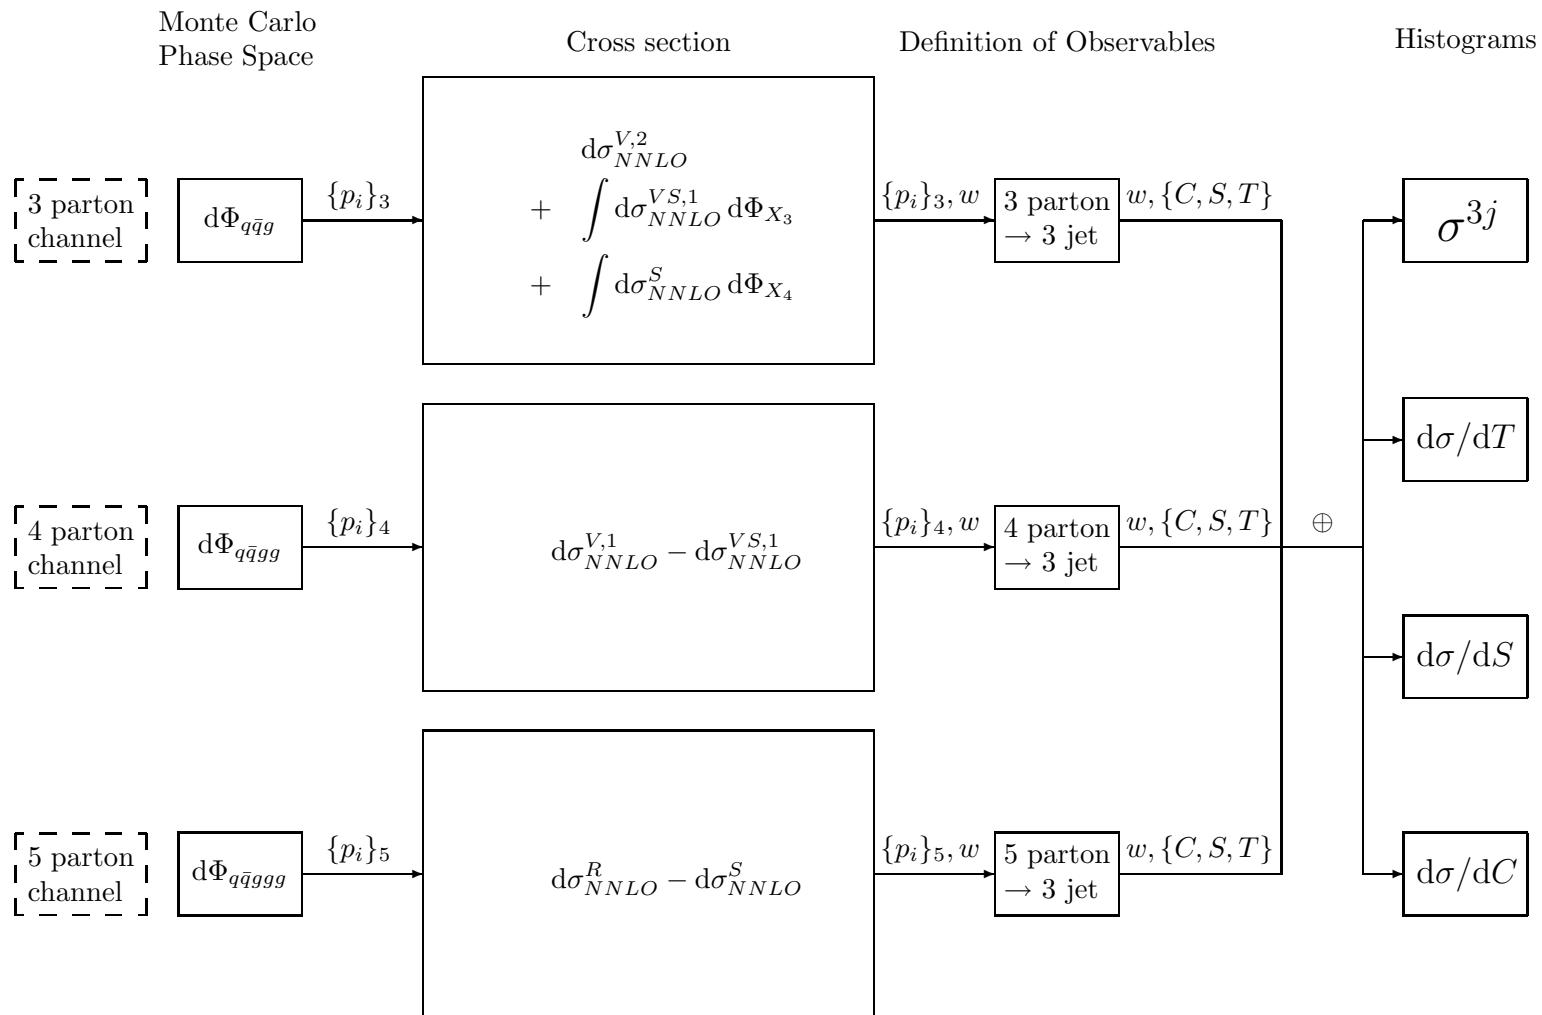 Monte Carlo
Phase Space
Cross section
Definition of Observables
Histograms
3 parton
channel
dΦ_{q\bar{q}g}
{p_i}_3
dσ^{V,2}_{NNLO}
+ ∫ dσ^{VS,1}_{NNLO} dΦ_{X_3}
+ ∫ dσ^{S}_{NNLO} dΦ_{X_4}
{p_i}_3, w
3 parton
→ 3 jet
w, {C, S, T}
σ^{3j}
dσ/dT
4 parton
channel
dΦ_{q\bar{q}gg}
{p_i}_4
dσ^{V,1}_{NNLO} − dσ^{VS,1}_{NNLO}
{p_i}_4, w
4 parton
→ 3 jet
w, {C, S, T}
⊕
dσ/dS
5 parton
channel
dΦ_{q\bar{q}ggg}
{p_i}_5
dσ^{R}_{NNLO} − dσ^{S}_{NNLO}
{p_i}_5, w
5 parton
→ 3 jet
w, {C, S, T}
dσ/dC